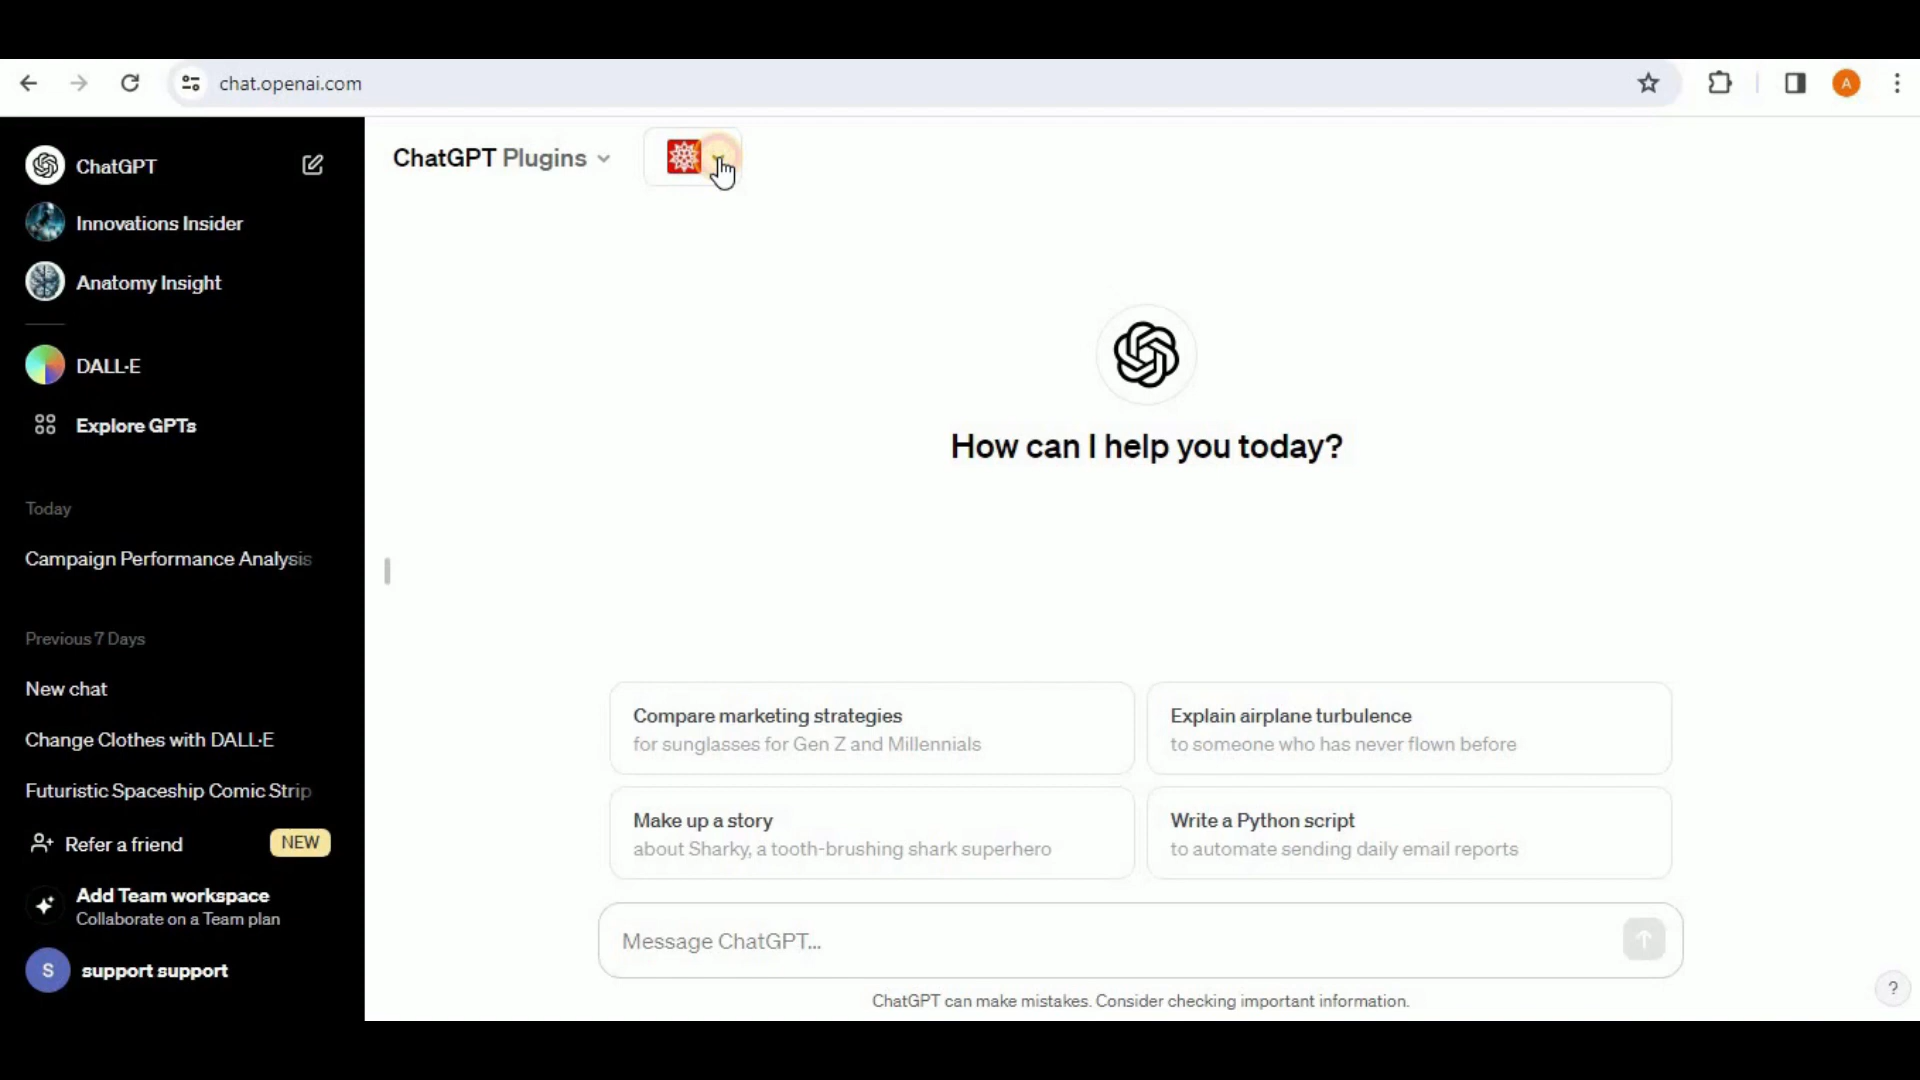 chat.openai.com
A
ChatGPT
Innovations Insider
Anatomy Insight
DALL·E
Explore GPTs
Today
Campaign Performance Analysis
Previous 7 Days
New chat
Change Clothes with DALL·E
Futuristic Spaceship Comic Strip
Refer a friend NEW
Add Team workspace
Collaborate on a Team plan
S support support
ChatGPT Plugins
How can I help you today?
Compare marketing strategies
for sunglasses for Gen Z and Millennials
Explain airplane turbulence
to someone who has never flown before
Make up a story
about Sharky, a tooth-brushing shark superhero
Write a Python script
to automate sending daily email reports
Message ChatGPT...
ChatGPT can make mistakes. Consider checking important information.
?